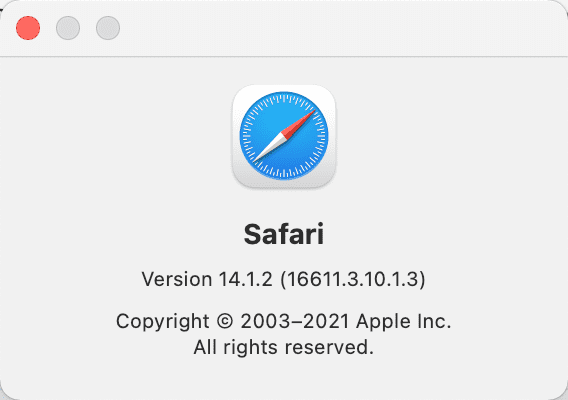 Safari
Version 14.1.2 (16611.3.10.1.3)
Copyright © 2003–2021 Apple Inc.
All rights reserved.